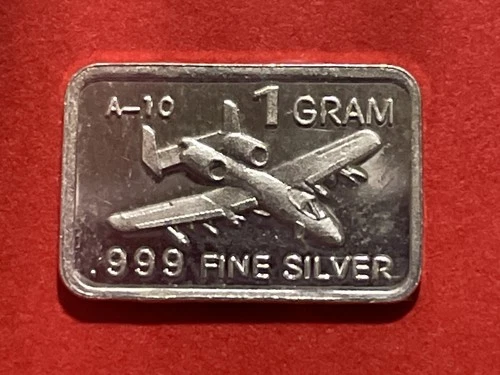 A-10 1 GRAM
.999 FINE SILVER